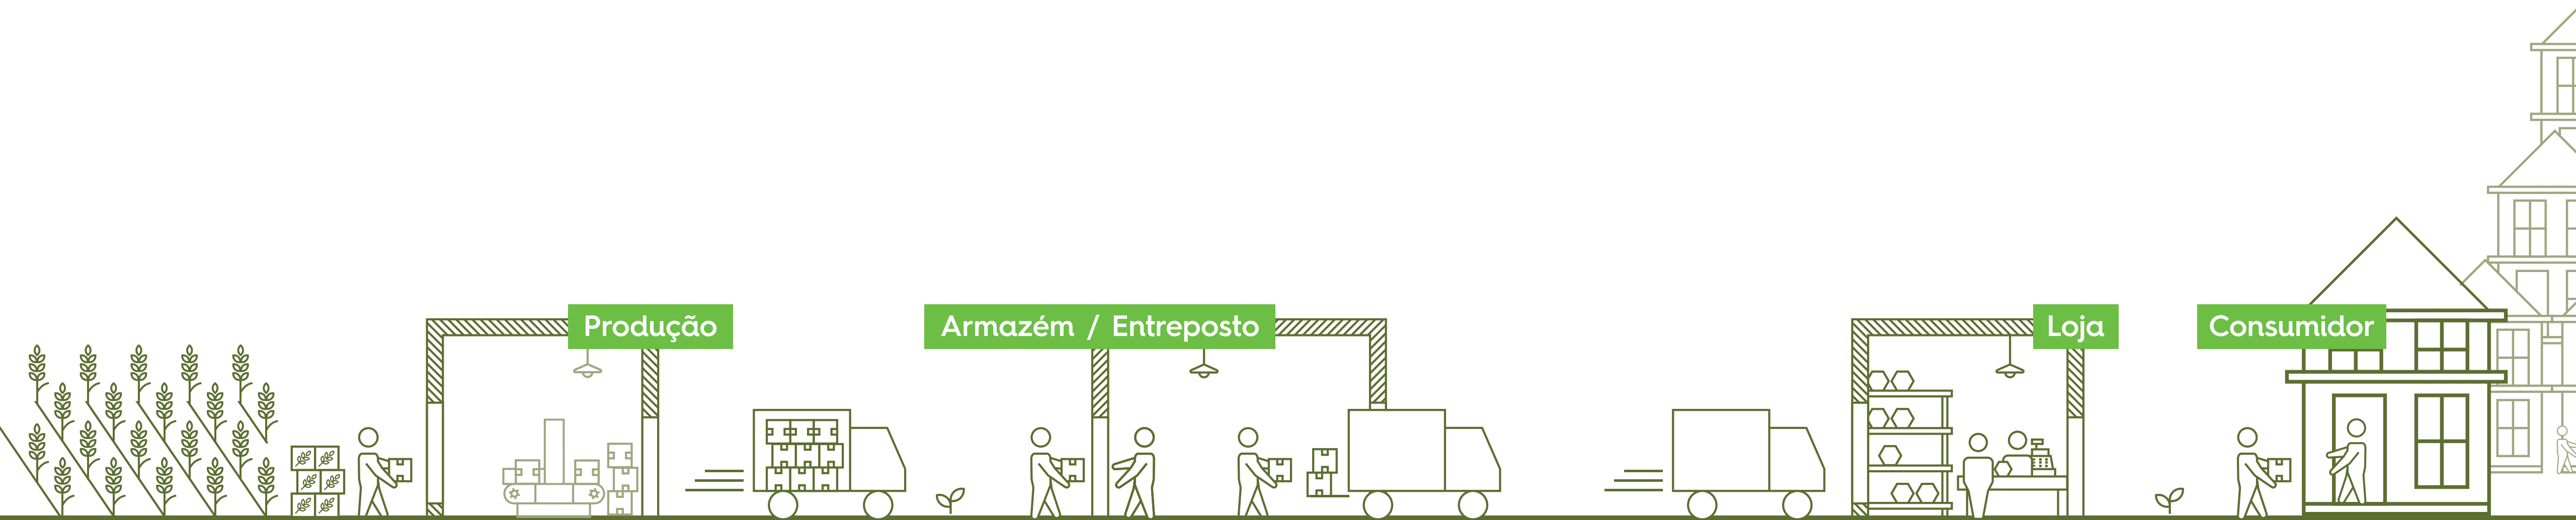 Produção
Armazém / Entreposto
Loja
Consumidor